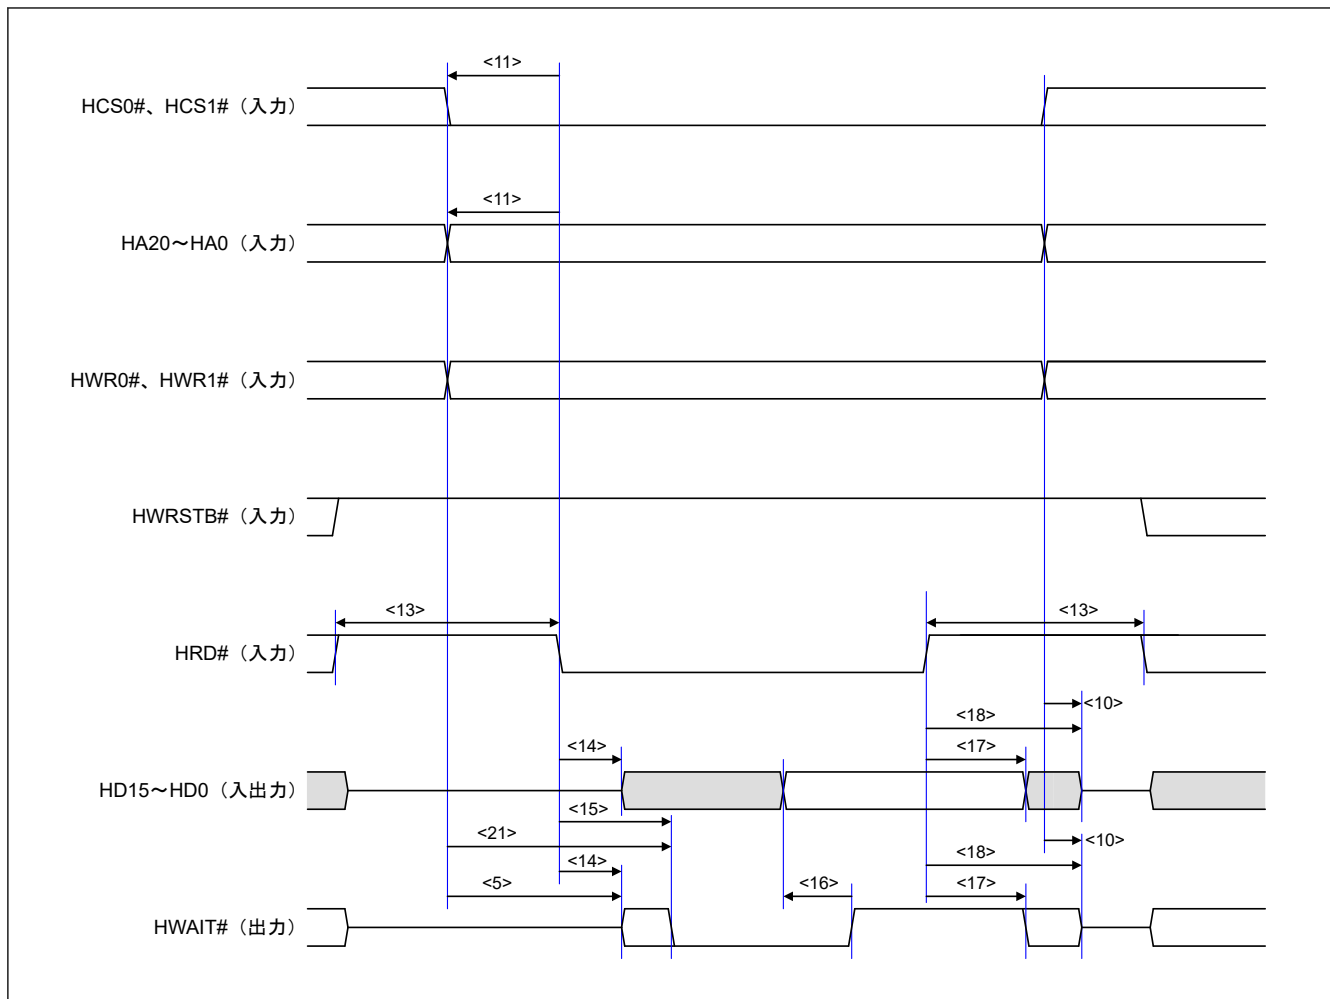 <11>
HCS0#、HCS1#（入力）
<11>
HA20～HA0（入力）
HWR0#、HWR1#（入力）
HWRSTB#（入力）
<13>
<13>
HRD#（入力）
<10>
<18>
<14>
<17>
HD15～HD0（入出力）
<15>
<21>
<10>
<14>
<18>
<5>
<16>
<17>
HWAIT#（出力）